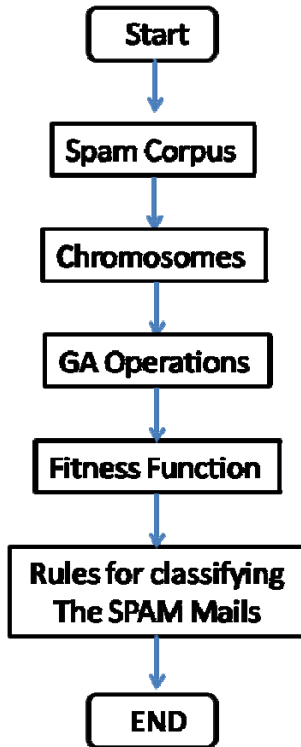 Start
Spam Corpus
Chromosomes
GA Operations
Fitness Function
Rules for classifying
The SPAM Mails
END